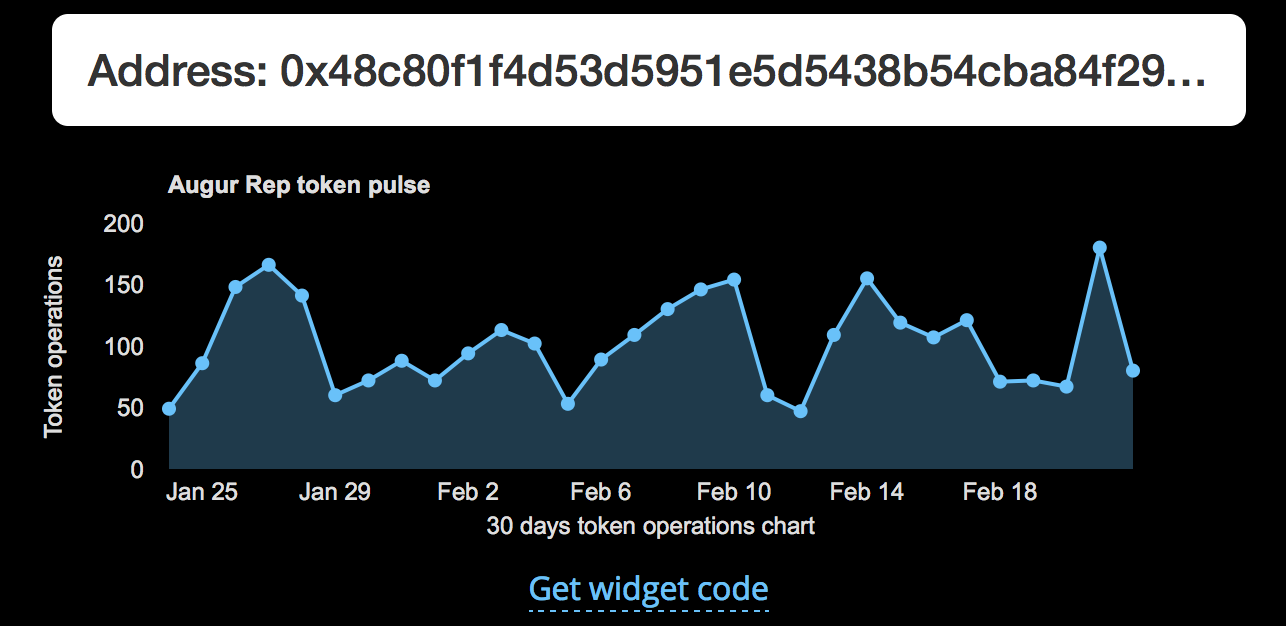 Address: 0x48c80f1f4d53d5951e5d5438b54cba84f29...
Augur Rep token pulse
Token operations
200
150
100
50
0
Jan 25 Jan 29 Feb 2 Feb 6 Feb 10 Feb 14 Feb 18
30 days token operations chart
Get widget code